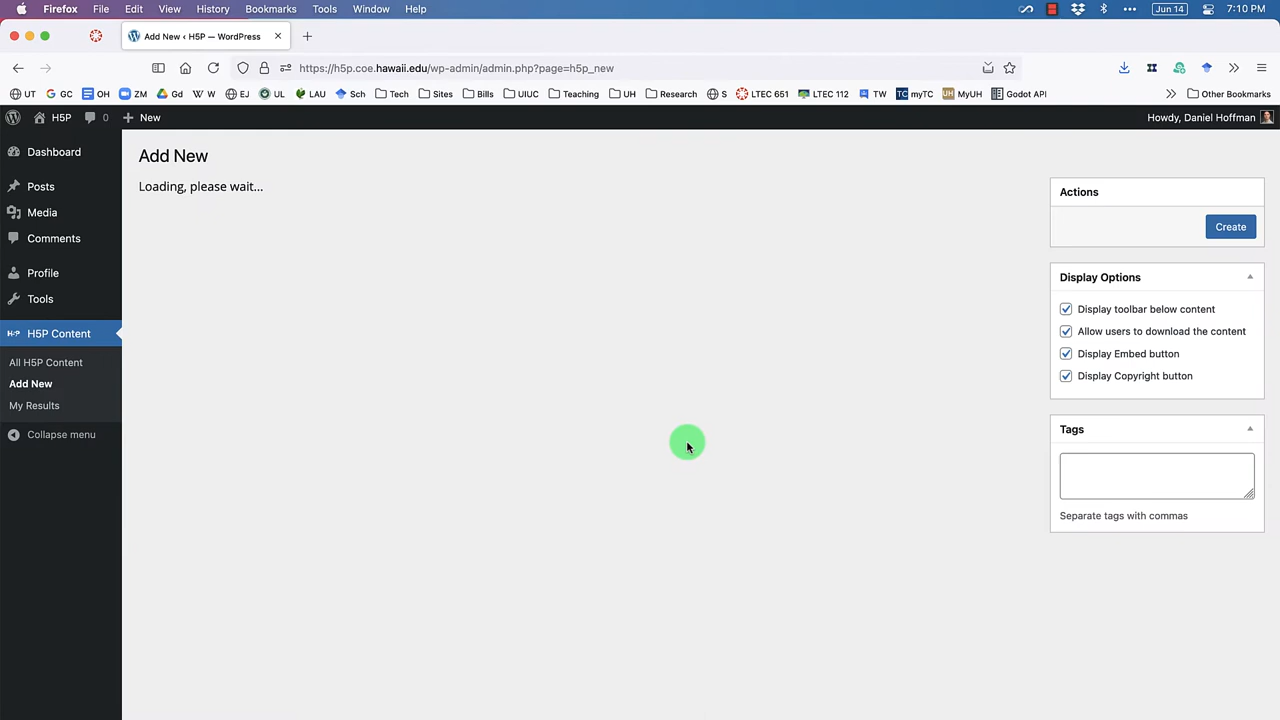 Firefox File Edit View History Bookmarks Tools Window Help Jun 14 7:10 PM
Add New ‹ H5P — WordPress
https://h5p.coe.hawaii.edu/wp-admin/admin.php?page=h5p_new
UT GC OH ZM Gd W EJ UL LAU Sch Tech Sites Bills UIUC Teaching UH Research S LTEC 651 LTEC 112 TW myTC MyUH Godot API Other Bookmarks
H5P 0 New Howdy, Daniel Hoffman
Dashboard
Posts
Media
Comments
Profile
Tools
H5P H5P Content
All H5P Content
Add New
My Results
Collapse menu
Add New
Loading, please wait...
Actions
Create
Display Options
Display toolbar below content
Allow users to download the content
Display Embed button
Display Copyright button
Tags
Separate tags with commas